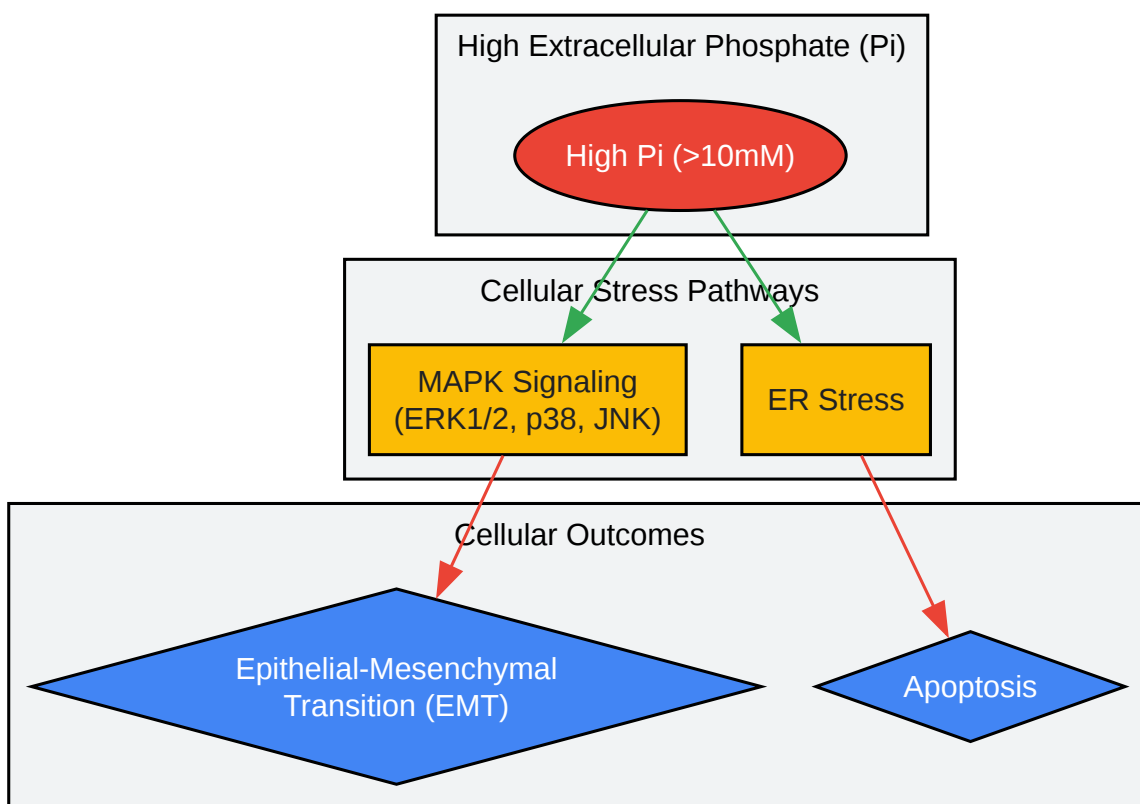 High Extracellular Phosphate (Pi)
High Pi (>10mM)
Cellular Stress Pathways
MAPK Signaling
(ERK1/2, p38, JNK)
ER Stress
Cellular Outcomes
Epithelial-Mesenchymal
Transition (EMT)
Apoptosis